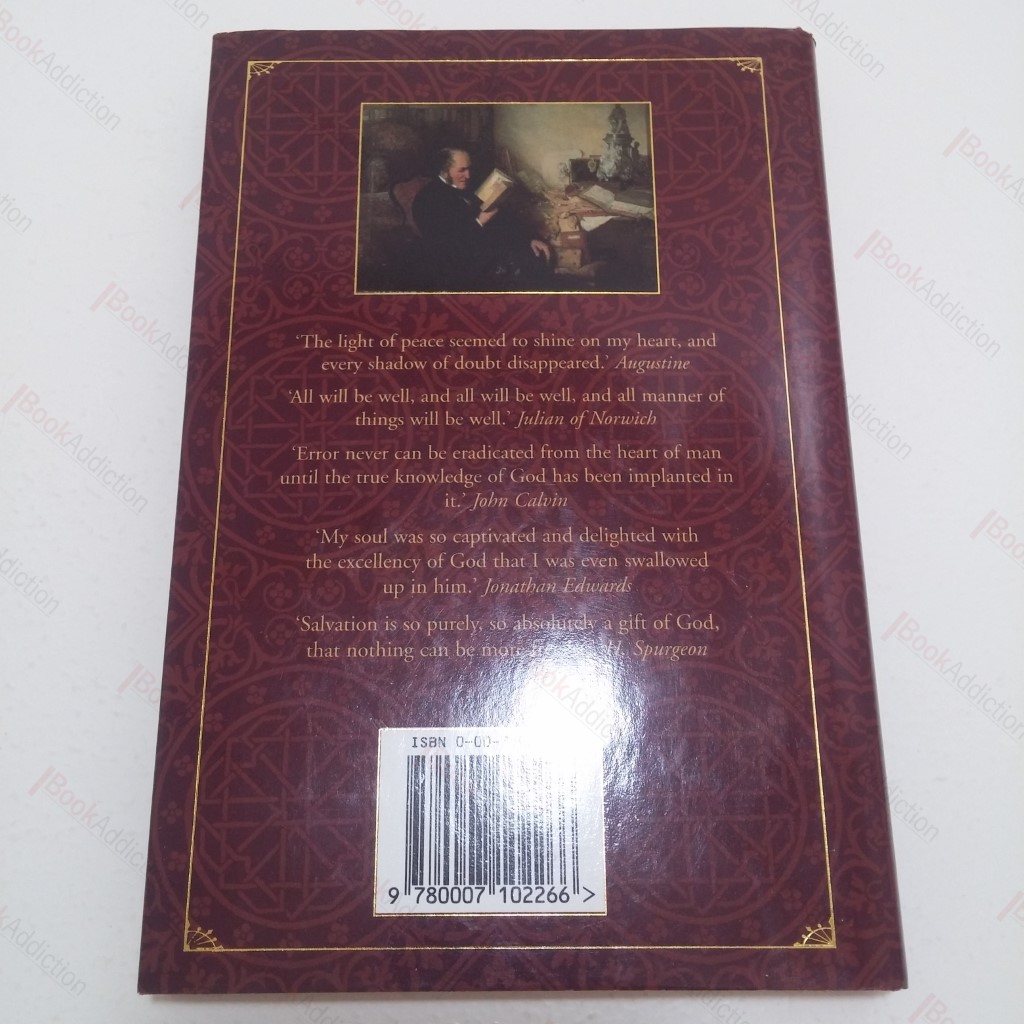 ‘The light of peace seemed to shine on my heart, and
every shadow of doubt disappeared.’ Augustine
‘All will be well, and all will be well, and all manner of
things will be well.’ Julian of Norwich
‘Error never can be eradicated from the heart of man
until the true knowledge of God has been implanted in
it.’ John Calvin
‘My soul was so captivated and delighted with
the excellency of God that I was even swallowed
up in him.’ Jonathan Edwards
‘Salvation is so purely, so absolutely a gift of God,
that nothing can be more H. Spurgeon
ISBN 0-00-
9 780007 102266 >
BookAddiction